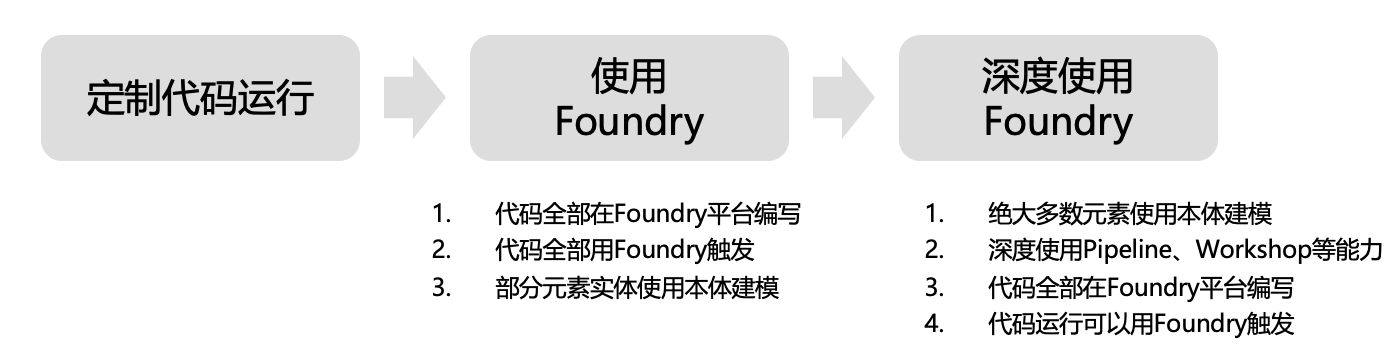 定制代码运行
使用
Foundry
深度使用
Foundry
1. 代码全部在Foundry平台编写
2. 代码全部用Foundry触发
3. 部分元素实体使用本体建模
1. 绝大多数元素使用本体建模
2. 深度使用Pipeline、Workshop等能力
3. 代码全部在Foundry平台编写
4. 代码运行可以用Foundry触发